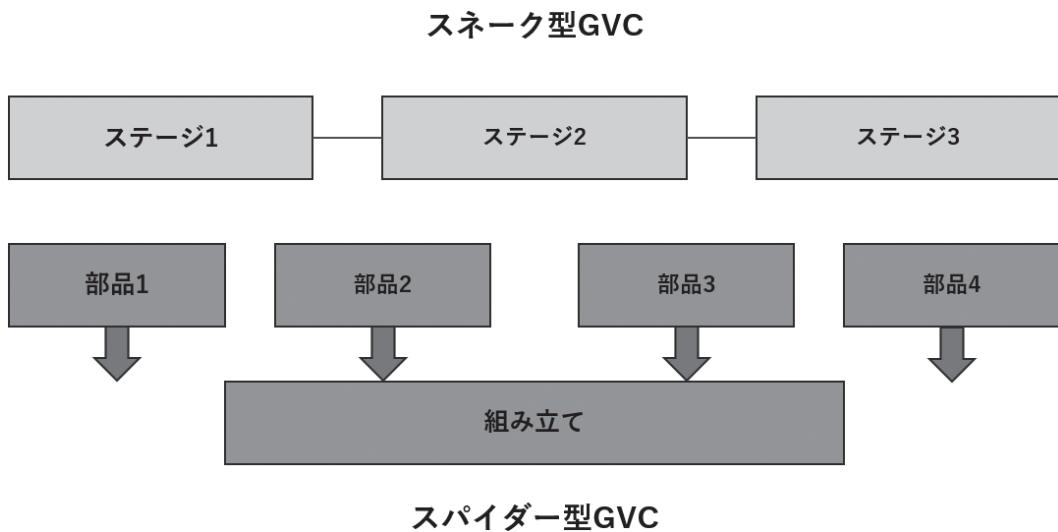 スネーク型GVC
ステージ1
ステージ2
ステージ3
部品1
部品2
部品3
部品4
組み立て
スパイダー型GVC